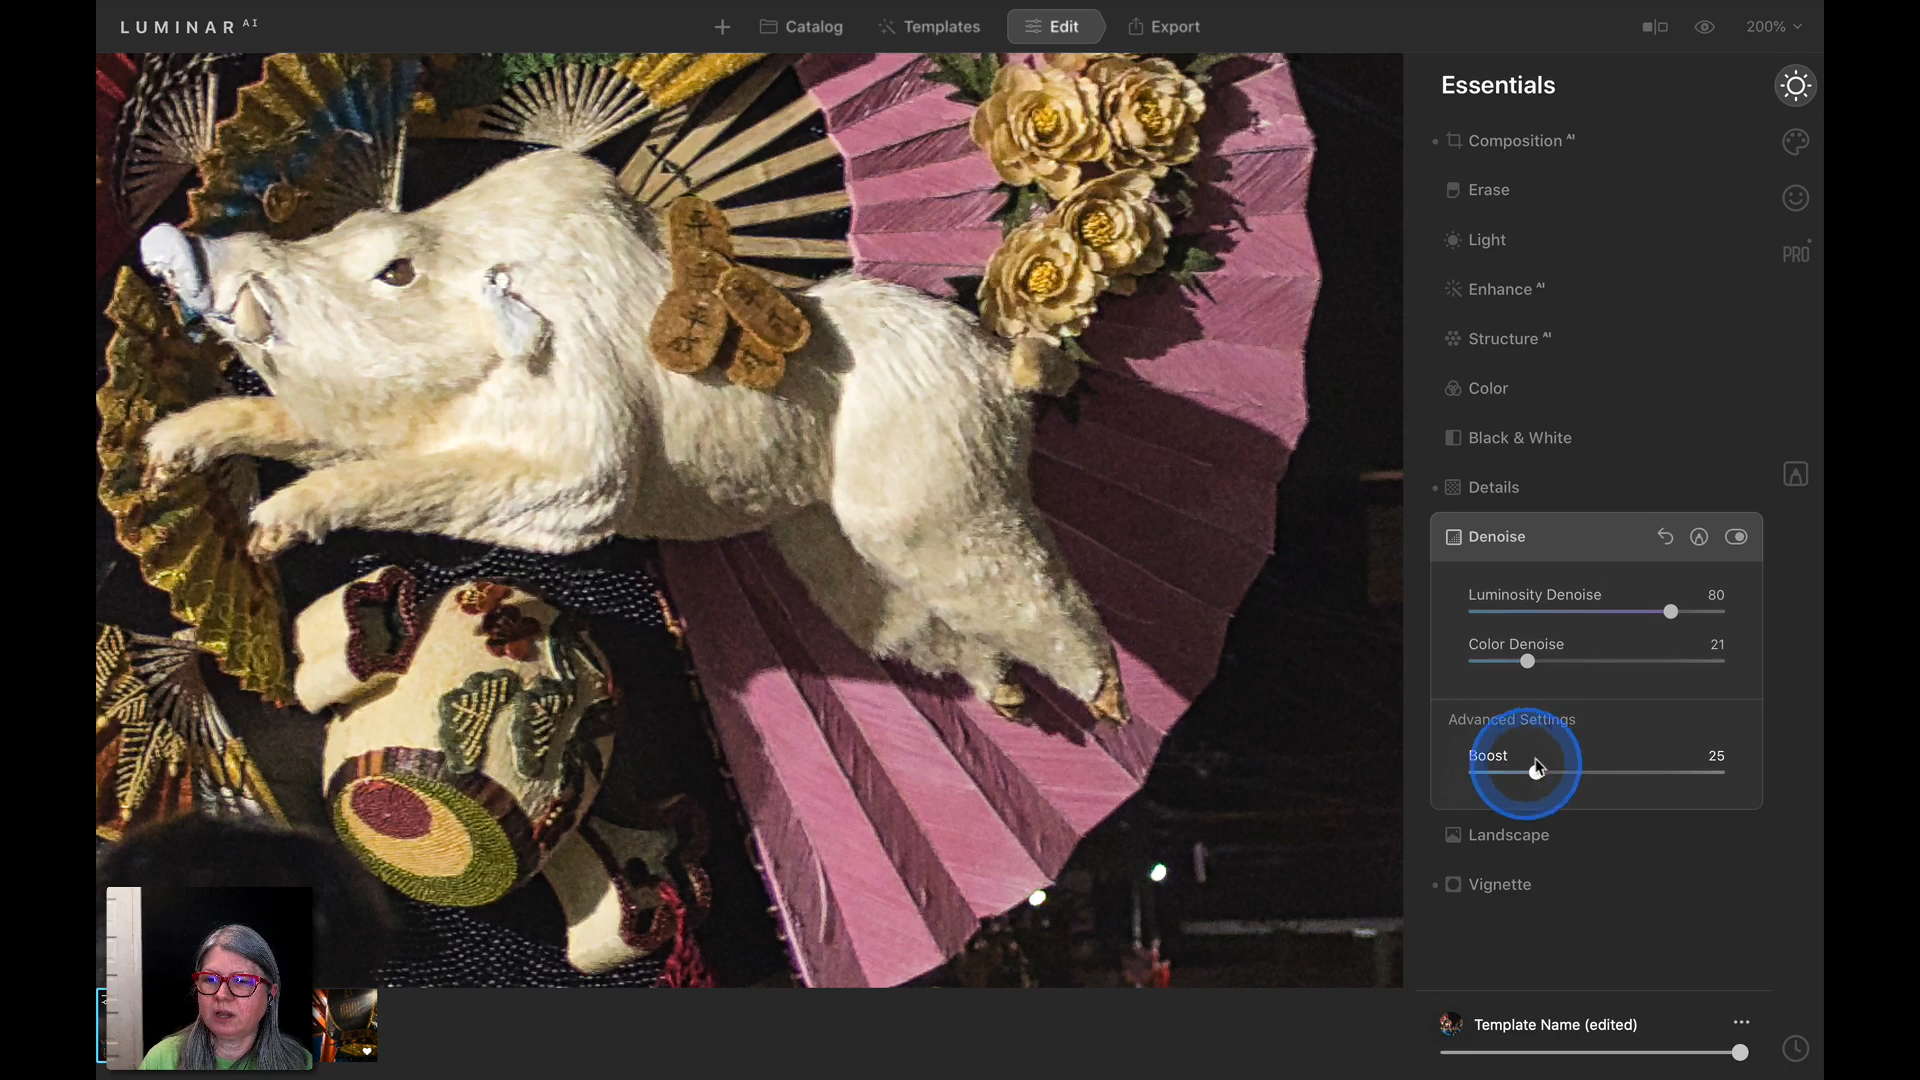 LUMINAR AI
Catalog
Templates
Edit
Export
200%
Essentials
Composition AI
Erase
Light
Enhance AI
Structure AI
Color
Black & White
Details
Denoise
Luminosity Denoise 80
Color Denoise 21
Advanced Settings
Boost 25
Landscape
Vignette
PRO
Template Name (edited)